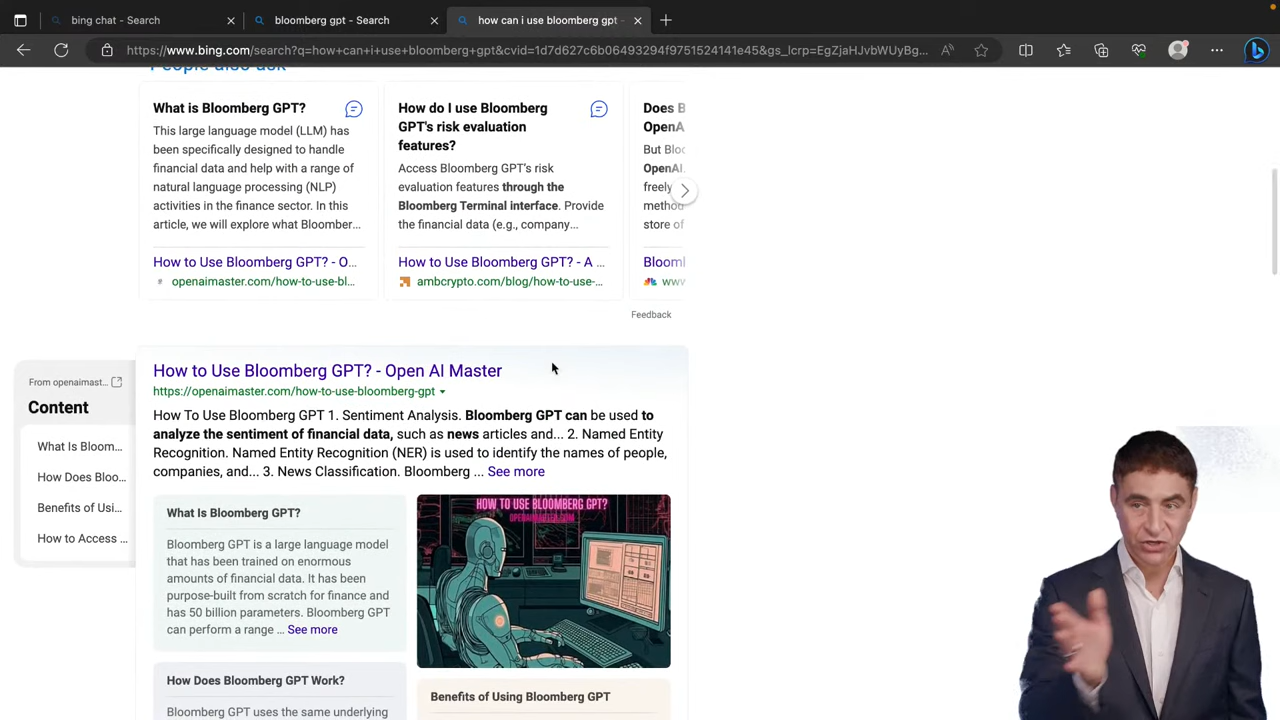 bing chat - Search
bloomberg gpt - Search
how can i use bloomberg gpt -
https://www.bing.com/search?q=how+can+i+use+bloomberg+gpt&cvid=1d7d627c6b06493294f9751524141e45&gs_lcrp=EgZjaHJvbWUyBg...
People also ask
What is Bloomberg GPT?
This large language model (LLM) has
been specifically designed to handle
financial data and help with a range of
natural language processing (NLP)
activities in the finance sector. In this
article, we will explore what Bloomber...
How to Use Bloomberg GPT? - O...
openaimaster.com/how-to-use-bl...
How do I use Bloomberg
GPT's risk evaluation
features?
Access Bloomberg GPT's risk
evaluation features through the
Bloomberg Terminal interface. Provide
the financial data (e.g., company...
How to Use Bloomberg GPT? - A ...
ambcrypto.com/blog/how-to-use-...
Does B
OpenA
But Bloo
OpenAI
freely
method
store of
Bloom
www
Feedback
From openaimast...
Content
What Is Bloom...
How Does Bloo...
Benefits of Usi...
How to Access ...
How to Use Bloomberg GPT? - Open AI Master
https://openaimaster.com/how-to-use-bloomberg-gpt
How To Use Bloomberg GPT 1. Sentiment Analysis. Bloomberg GPT can be used to
analyze the sentiment of financial data, such as news articles and... 2. Named Entity
Recognition. Named Entity Recognition (NER) is used to identify the names of people,
companies, and... 3. News Classification. Bloomberg ... See more
What Is Bloomberg GPT?
Bloomberg GPT is a large language model
that has been trained on enormous
amounts of financial data. It has been
purpose-built from scratch for finance and
has 50 billion parameters. Bloomberg GPT
can perform a range ... See more
HOW TO USE BLOOMBERG GPT?
OPENAIMASTER.COM
How Does Bloomberg GPT Work?
Bloomberg GPT uses the same underlying
Benefits of Using Bloomberg GPT